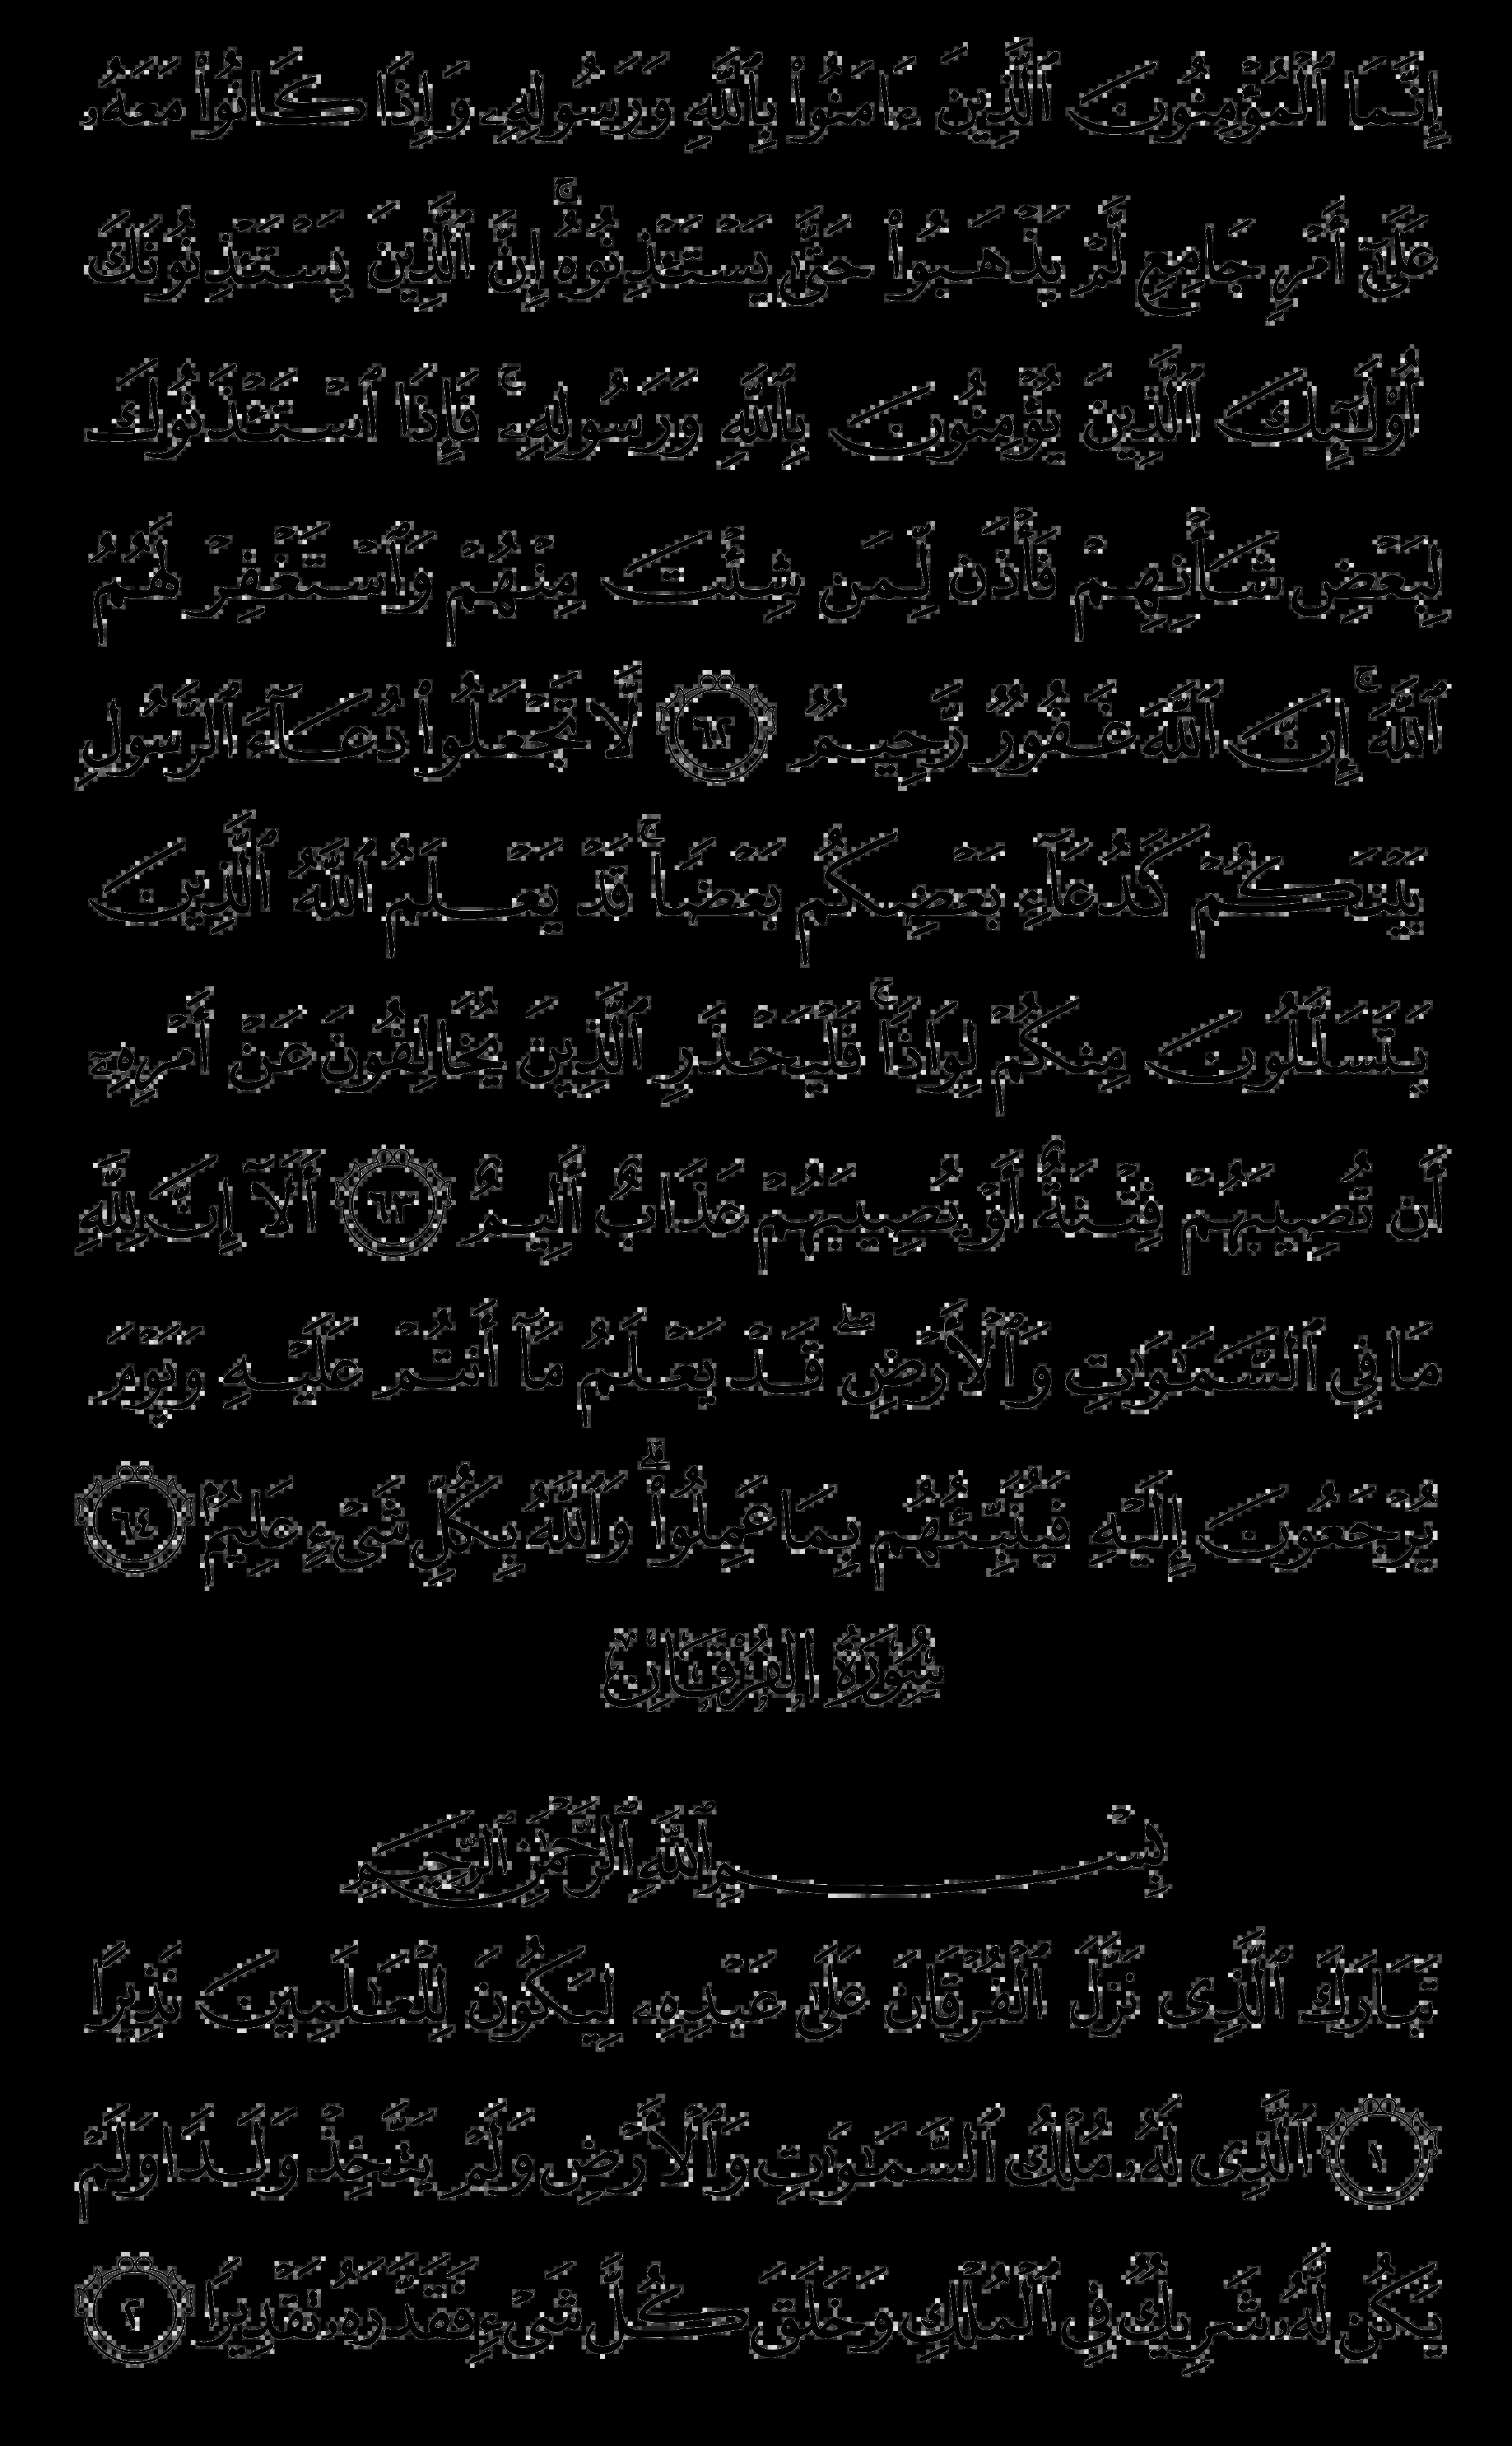 إِنَّمَا ٱلْمُؤْمِنُونَ ٱلَّذِينَ ءَامَنُوا۟ بِٱللَّهِ وَرَسُولِهِۦ وَإِذَا كَانُوا۟ مَعَهُۥ
عَلَىٰٓ أَمْرٍ جَامِعٍ لَّمْ يَذْهَبُوا۟ حَتَّىٰ يَسْتَـْٔذِنُوهُ ۚ إِنَّ ٱلَّذِينَ يَسْتَـْٔذِنُونَكَ
أُو۟لَـٰٓئِكَ ٱلَّذِينَ يُؤْمِنُونَ بِٱللَّهِ وَرَسُولِهِۦ ۚ فَإِذَا ٱسْتَـْٔذَنُوكَ
لِبَعْضِ شَأْنِهِمْ فَأْذَن لِّمَن شِئْتَ مِنْهُمْ وَٱسْتَغْفِرْ لَهُمُ
ٱللَّهَ ۚ إِنَّ ٱللَّهَ غَفُورٌ رَّحِيمٌ ٦٢ لَّا تَجْعَلُوا۟ دُعَآءَ ٱلرَّسُولِ
بَيْنَكُمْ كَدُعَآءِ بَعْضِكُم بَعْضًا ۚ قَدْ يَعْلَمُ ٱللَّهُ ٱلَّذِينَ
يَتَسَلَّلُونَ مِنكُمْ لِوَاذًا ۚ فَلْيَحْذَرِ ٱلَّذِينَ يُخَالِفُونَ عَنْ أَمْرِهِۦٓ
أَن تُصِيبَهُمْ فِتْنَةٌ أَوْ يُصِيبَهُمْ عَذَابٌ أَلِيمٌ ٦٣ أَلَآ إِنَّ لِلَّهِ
مَا فِى ٱلسَّمَـٰوَٰتِ وَٱلْأَرْضِ ۖ قَدْ يَعْلَمُ مَآ أَنتُمْ عَلَيْهِ وَيَوْمَ
يُرْجَعُونَ إِلَيْهِ فَيُنَبِّئُهُم بِمَا عَمِلُوا۟ ۗ وَٱللَّهُ بِكُلِّ شَىْءٍ عَلِيمٌۢ ٦٤
سُورَةُ الفُرْقَانِ
بِسْمِ ٱللَّهِ ٱلرَّحْمَـٰنِ ٱلرَّحِيمِ
تَبَارَكَ ٱلَّذِى نَزَّلَ ٱلْفُرْقَانَ عَلَىٰ عَبْدِهِۦ لِيَكُونَ لِلْعَـٰلَمِينَ نَذِيرًا
١ ٱلَّذِى لَهُۥ مُلْكُ ٱلسَّمَـٰوَٰتِ وَٱلْأَرْضِ وَلَمْ يَتَّخِذْ وَلَدًا وَلَمْ
يَكُن لَّهُۥ شَرِيكٌ فِى ٱلْمُلْكِ وَخَلَقَ كُلَّ شَىْءٍ فَقَدَّرَهُۥ تَقْدِيرًا ٢